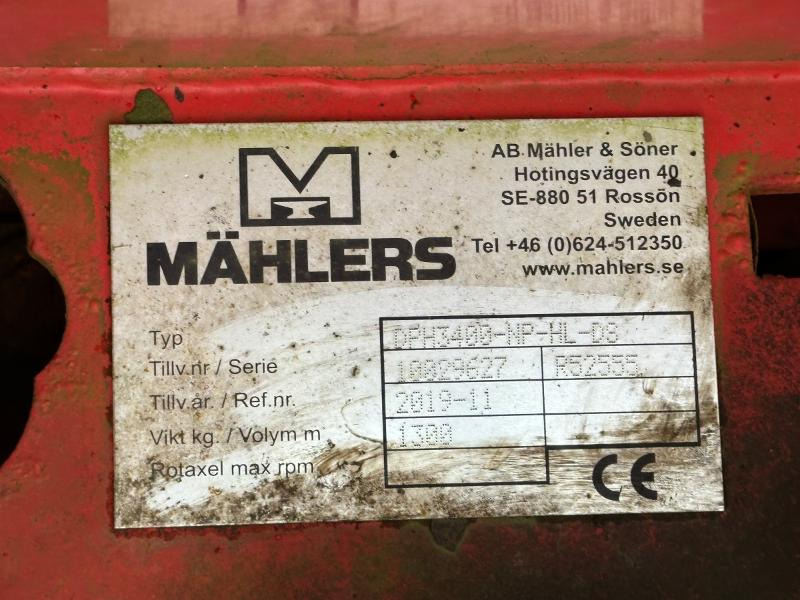 AB Mähler & Söner
Hotingsvägen 40
SE-880 51 Rossön
Sweden
Tel +46 (0)624-512350
www.mahlers.se
MÄHLERS
Typ DPH3400-MP-HL-D8
Tillv.nr / Serie 10029627 R52555.
Tillv.år. / Ref.nr. 2019-11
Vikt kg. / Volym m 1300
Rotaxel max rpm
CE